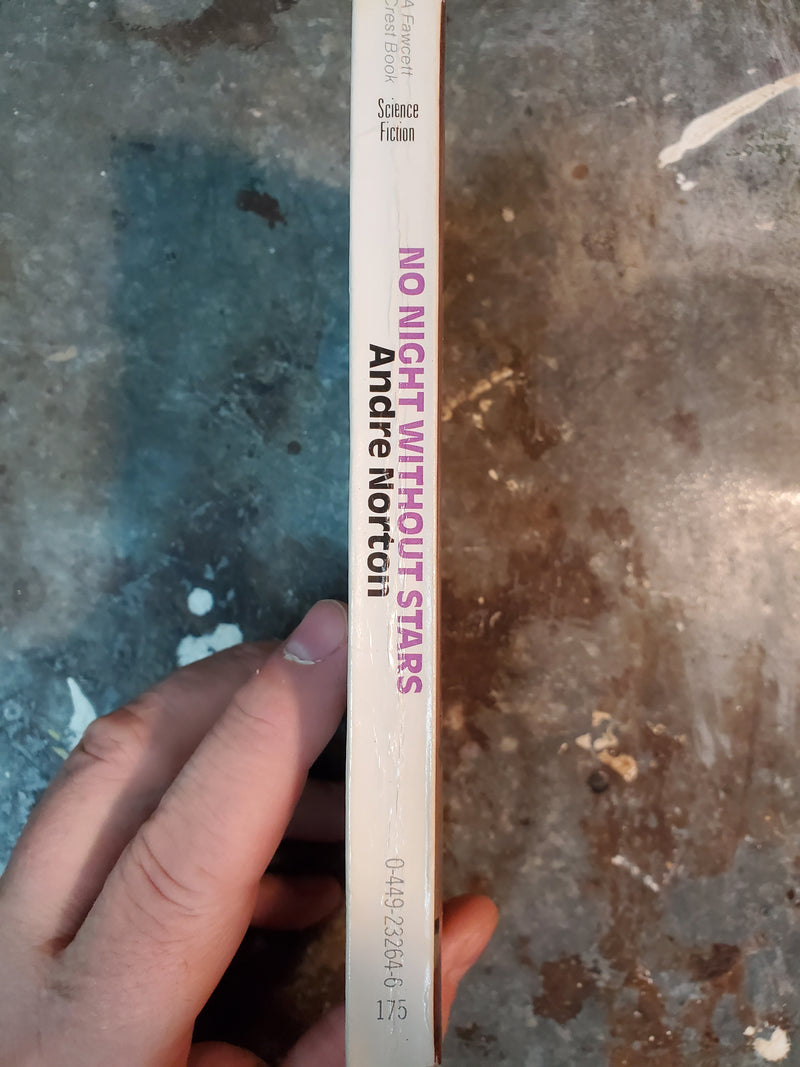 A Fawcett
Crest Book
Science
Fiction
NO NIGHT WITHOUT STARS
Andre Norton
0-449-23264-6
175